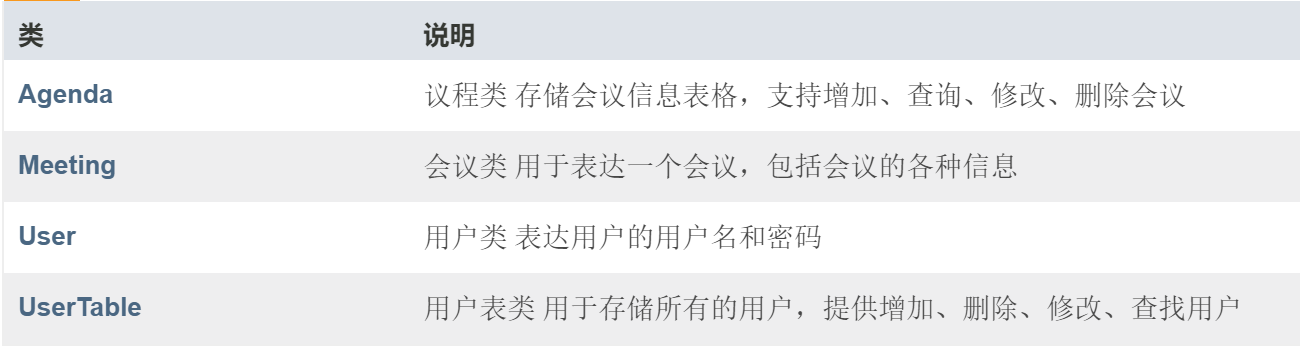 类 说明
Agenda 议程类 存储会议信息表格，支持增加、查询、修改、删除会议
Meeting 会议类 用于表达一个会议，包括会议的各种信息
User 用户类 表达用户的用户名和密码
UserTable 用户表类 用于存储所有的用户，提供增加、删除、修改、查找用户